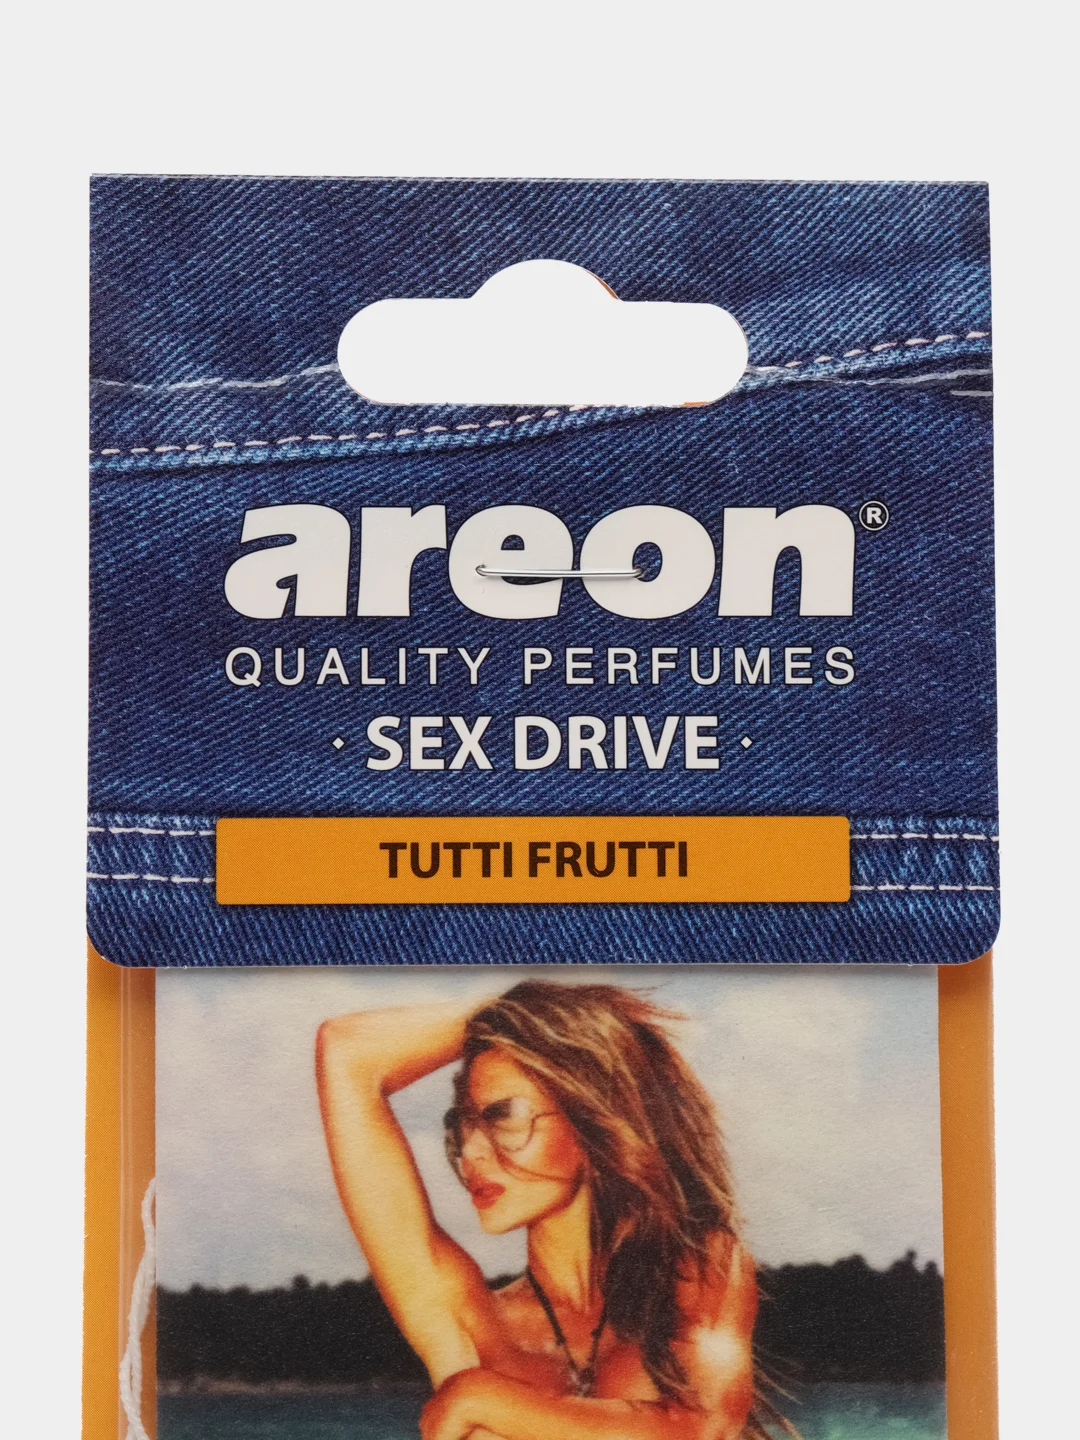 areon®
QUALITY PERFUMES
· SEX DRIVE ·
TUTTI FRUTTI